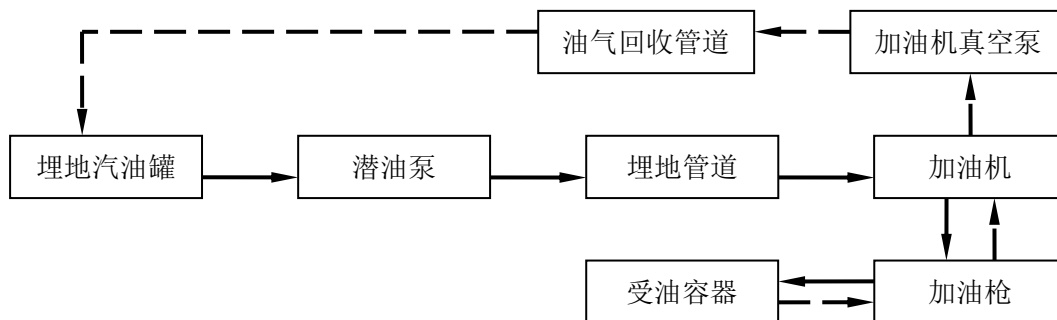 油气回收管道
加油机真空泵
埋地汽油罐
潜油泵
埋地管道
加油机
受油容器
加油枪